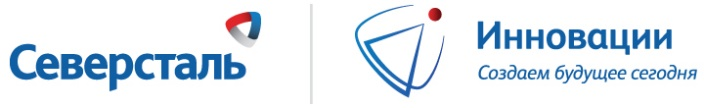 Северсталь
Инновации
Создаем будущее сегодня